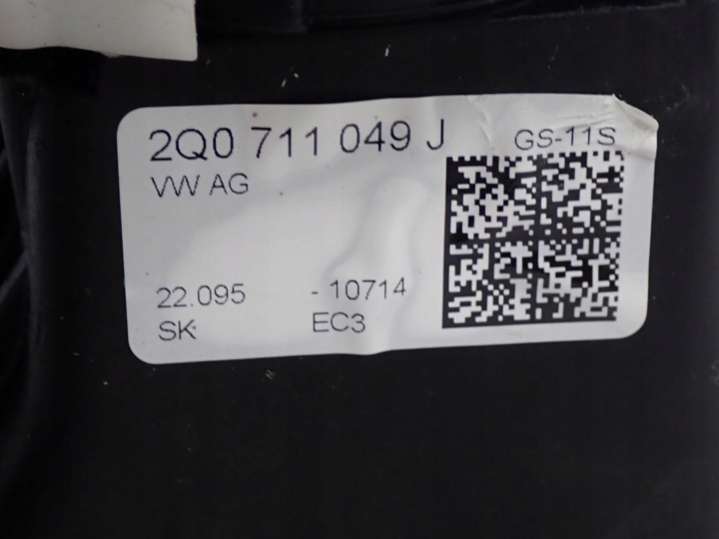 2Q0 711 049 J GS-11S
VW AG
22.095 - 10714
SK EC3